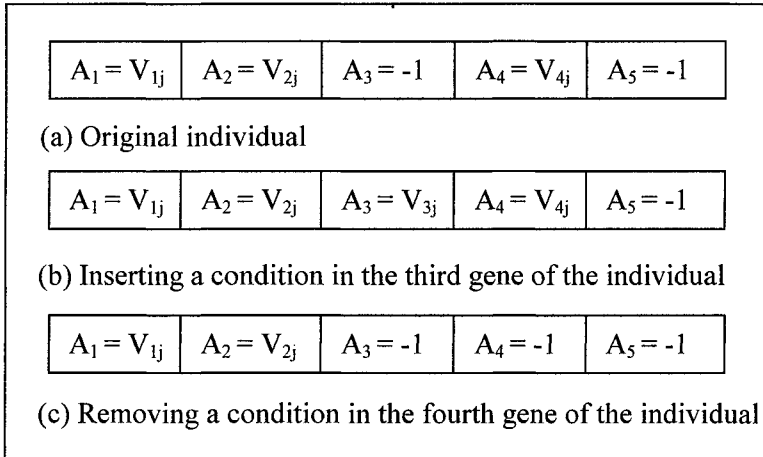 A₁ = V₁ⱼ A₂ = V₂ⱼ A₃ = -1 A₄ = V₄ⱼ A₅ = -1
(a) Original individual
A₁ = V₁ⱼ A₂ = V₂ⱼ A₃ = V₃ⱼ A₄ = V₄ⱼ A₅ = -1
(b) Inserting a condition in the third gene of the individual
A₁ = V₁ⱼ A₂ = V₂ⱼ A₃ = -1 A₄ = -1 A₅ = -1
(c) Removing a condition in the fourth gene of the individual